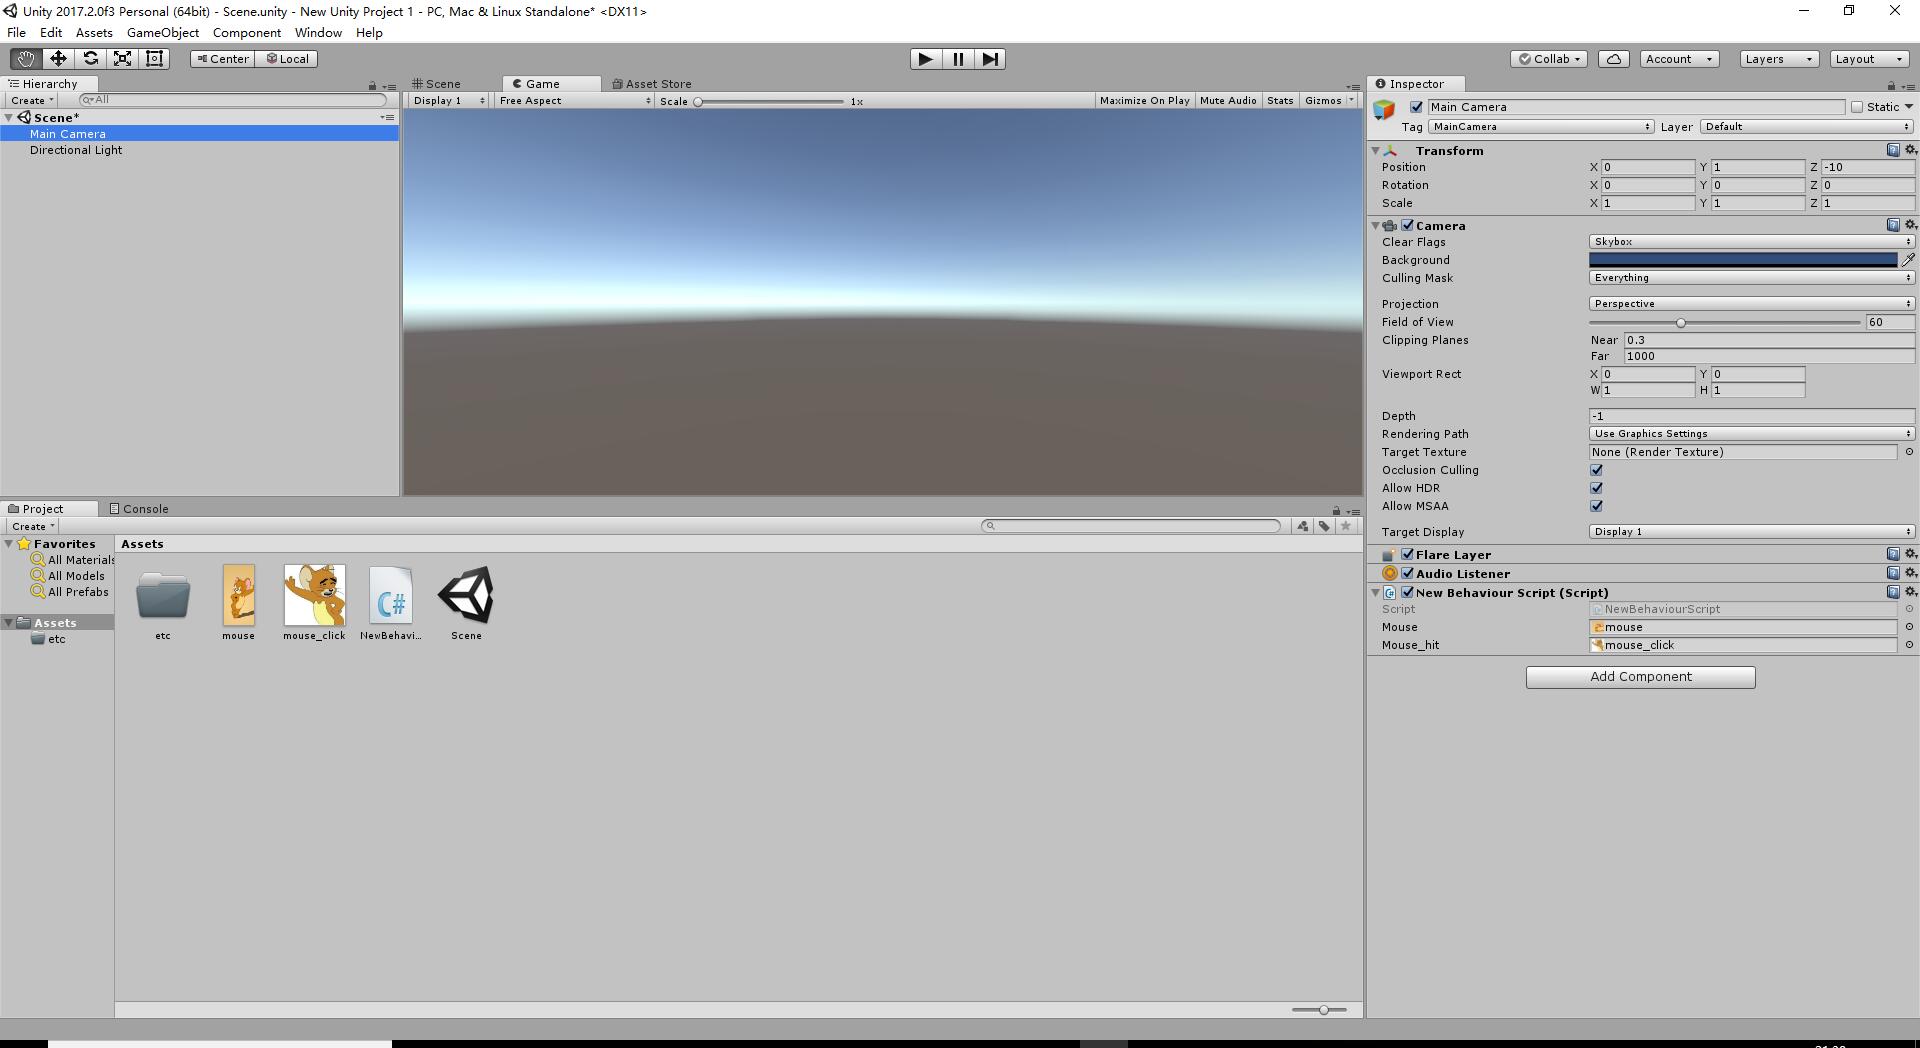 Unity 2017.2.0f3 Personal (64bit) - Scene.unity - New Unity Project 1 - PC, Mac & Linux Standalone* <DX11>
File Edit Assets GameObject Component Window Help
Center Local Collab Account Layers Layout
Hierarchy
Create All
Scene*
Main Camera
Directional Light
Scene Game Asset Store
Display 1 Free Aspect Scale 1x Maximize On Play Mute Audio Stats Gizmos
Project Console
Create
Favorites
All Materials
All Models
All Prefabs
Assets
etc
Assets
etc mouse mouse_click NewBehavi... Scene
Inspector
Main Camera Static
Tag MainCamera Layer Default
Transform
Position X 0 Y 1 Z -10
Rotation X 0 Y 0 Z 0
Scale X 1 Y 1 Z 1
Camera
Clear Flags Skybox
Background
Culling Mask Everything
Projection Perspective
Field of View 60
Clipping Planes Near 0.3
Far 1000
Viewport Rect X 0 Y 0
W 1 H 1
Depth -1
Rendering Path Use Graphics Settings
Target Texture None (Render Texture)
Occlusion Culling
Allow HDR
Allow MSAA
Target Display Display 1
Flare Layer
Audio Listener
New Behaviour Script (Script)
Script NewBehaviourScript
Mouse mouse
Mouse_hit mouse_click
Add Component